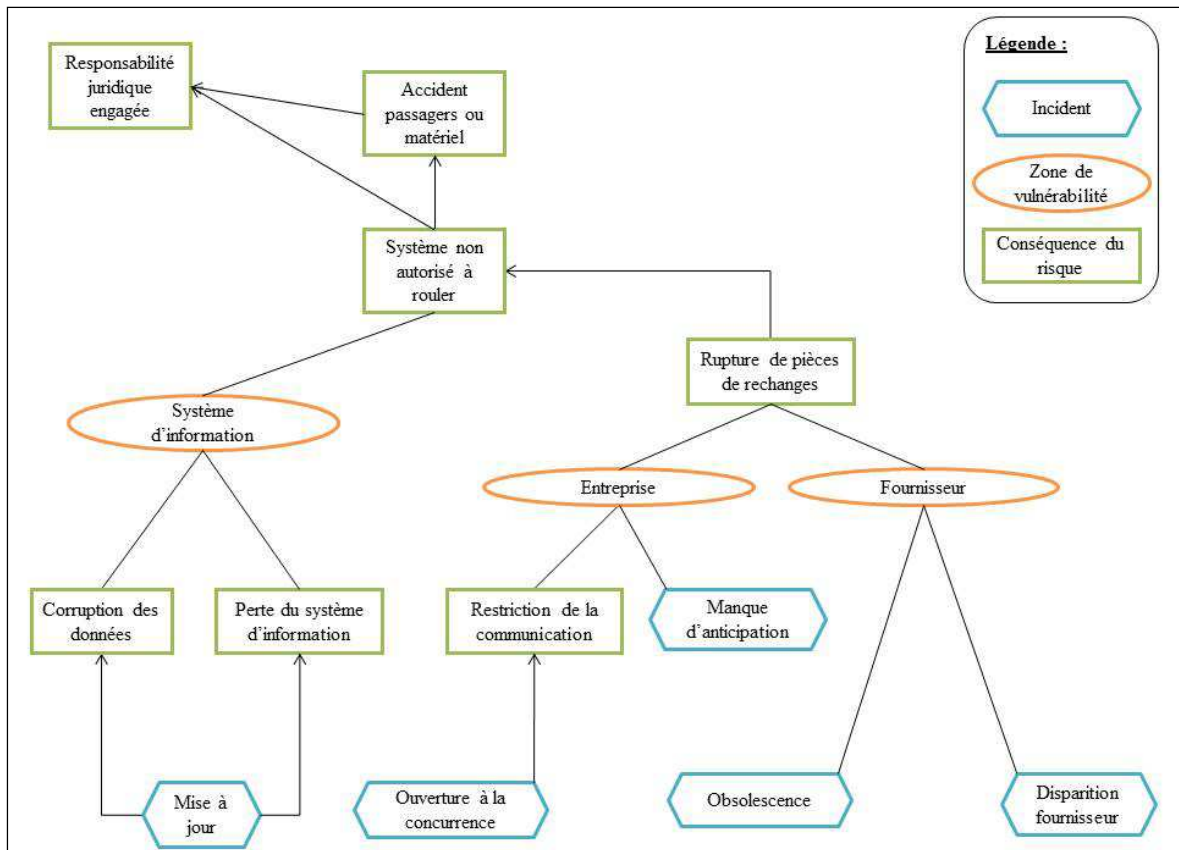 Responsabilité
juridique
engagée
Accident
passagers ou
matériel
Légende :
Incident
Zone de
vulnérabilité
Conséquence du
risque
Système non
autorisé à
rouler
Rupture de pièces
de rechanges
Système
d'information
Entreprise
Fournisseur
Corruption des
données
Perte du système
d'information
Restriction de la
communication
Manque
d'anticipation
Mise à
jour
Ouverture à la
concurrence
Obsolescence
Disparition
fournisseur